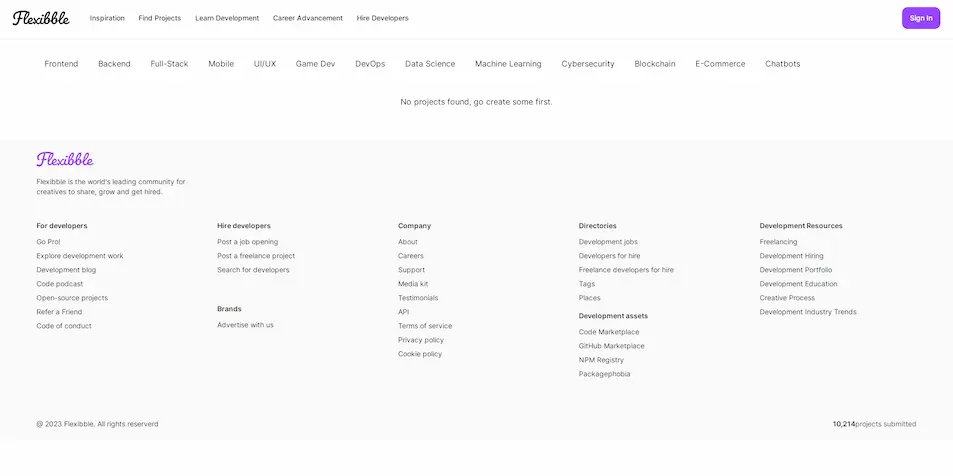 Flexibble Inspiration Find Projects Learn Development Career Advancement Hire Developers Sign In
Frontend Backend Full-Stack Mobile UI/UX Game Dev DevOps Data Science Machine Learning Cybersecurity Blockchain E-Commerce Chatbots
No projects found, go create some first.
Flexibble
Flexibble is the world's leading community for
creatives to share, grow and get hired.
For developers
Go Pro!
Explore development work
Development blog
Code podcast
Open-source projects
Refer a Friend
Code of conduct
Hire developers
Post a job opening
Post a freelance project
Search for developers
Brands
Advertise with us
Company
About
Careers
Support
Media kit
Testimonials
API
Terms of service
Privacy policy
Cookie policy
Directories
Development jobs
Developers for hire
Freelance developers for hire
Tags
Places
Development assets
Code Marketplace
GitHub Marketplace
NPM Registry
Packagephobia
Development Resources
Freelancing
Development Hiring
Development Portfolio
Development Education
Creative Process
Development Industry Trends
@ 2023 Flexibble. All rights reserverd
10,214projects submitted